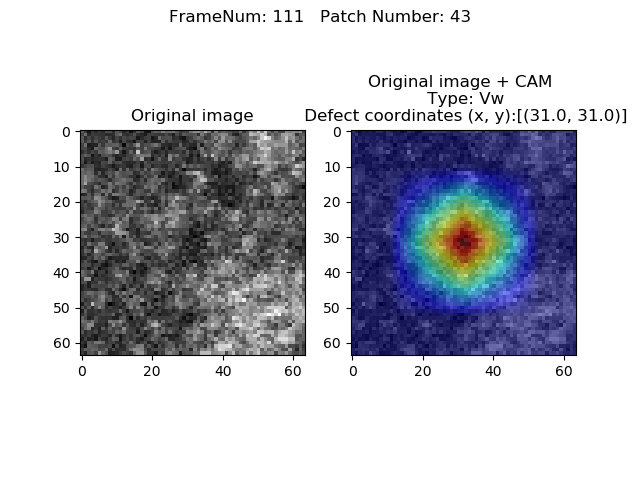 FrameNum: 111   Patch Number: 43
Original image
Original image + CAM
Type: Vw
Defect coordinates (x, y):[(31.0, 31.0)]
0
10
20
30
40
50
60
0 20 40 60
0
10
20
30
40
50
60
0 20 40 60